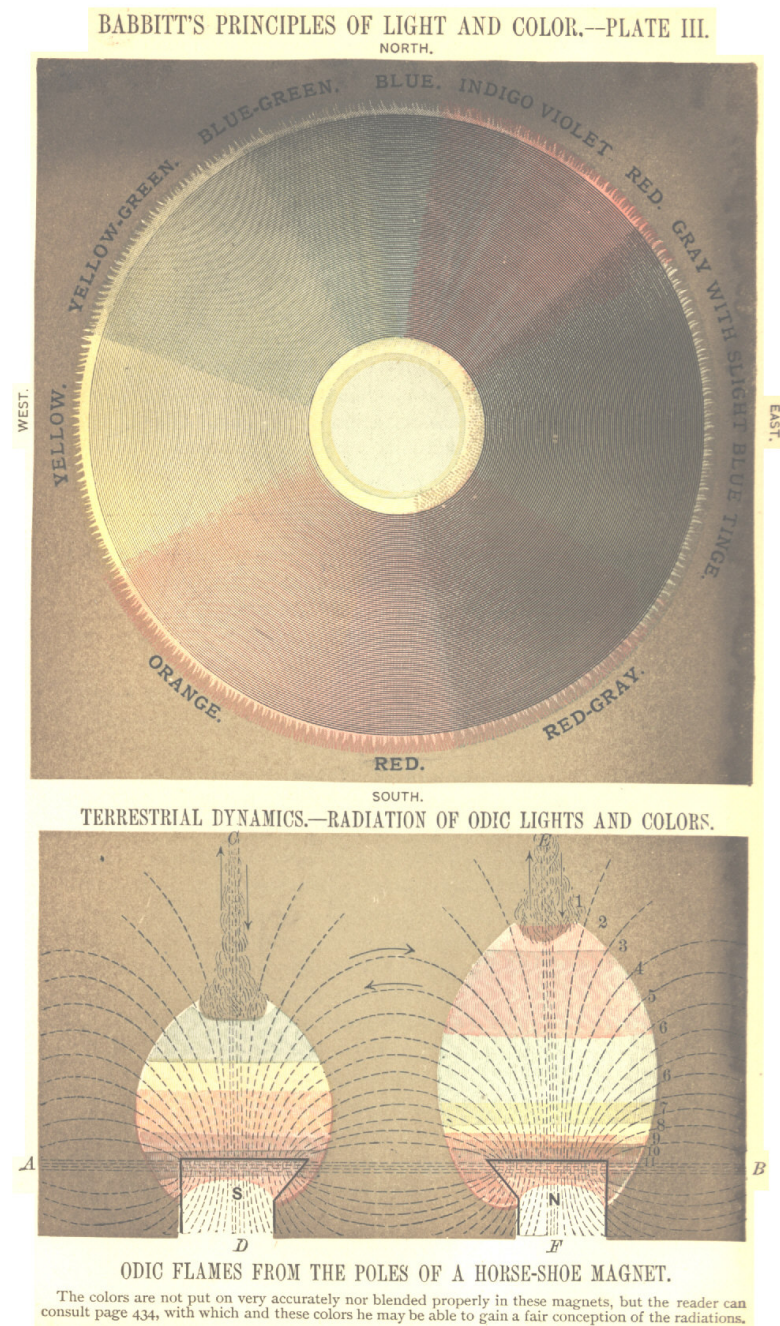 BABBITT'S PRINCIPLES OF LIGHT AND COLOR.--PLATE III.
NORTH.
BLUE-GREEN.
BLUE.
INDIGO VIOLET
RED.
GRAY WITH SLIGHT BLUE TINGE.
YELLOW-GREEN.
YELLOW.
WEST.
EAST.
ORANGE.
RED.
RED-GRAY.
SOUTH.
TERRESTRIAL DYNAMICS.—RADIATION OF ODIC LIGHTS AND COLORS.
C
E
1
2
3
4
5
6
6
7
8
9
10
11
A
B
S
N
D
F
ODIC FLAMES FROM THE POLES OF A HORSE-SHOE MAGNET.
The colors are not put on very accurately nor blended properly in these magnets, but the reader can
consult page 434, with which and these colors he may be able to gain a fair conception of the radiations.